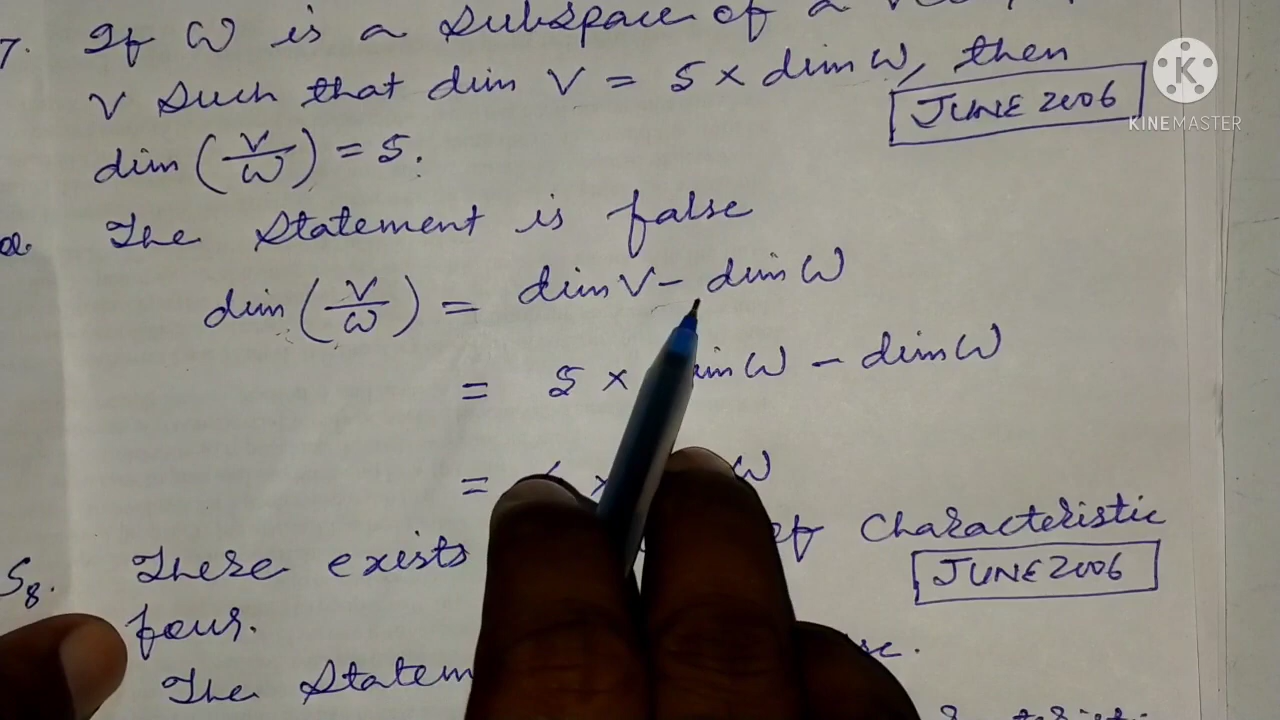 7. If W is a subspace of a
V such that dim V = 5 × dim W, then
JUNE 2006
KINEMASTER
dim (V/W) = 5.
The statement is false
dim (V/W) = dim V - dim W
= 5 × dim W - dim W
= W
S8. There exists of characteristic
four.
JUNE 2006
The